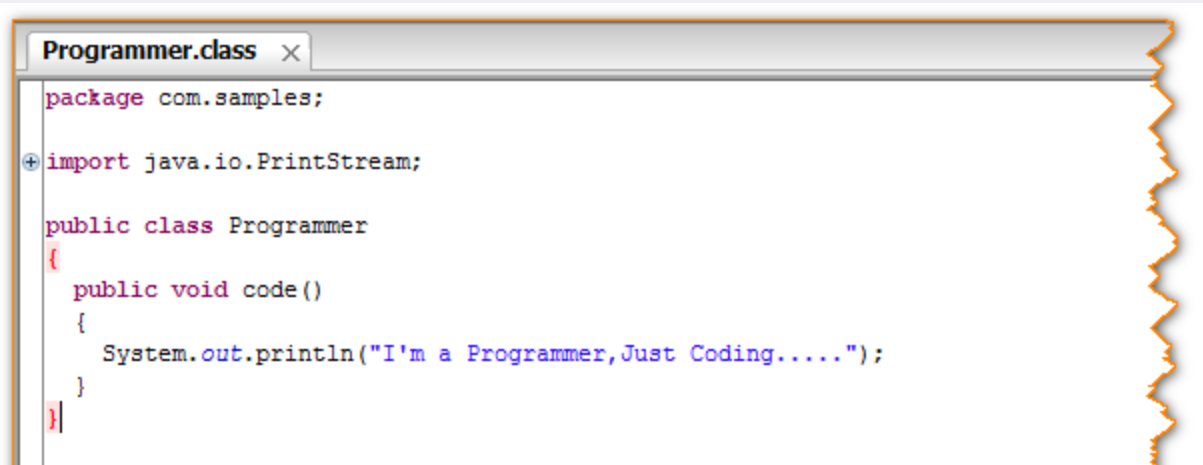 Programmer.class
package com.samples;
import java.io.PrintStream;
public class Programmer
{
public void code()
{
System.out.println("I'm a Programmer,Just Coding.....");
}
}